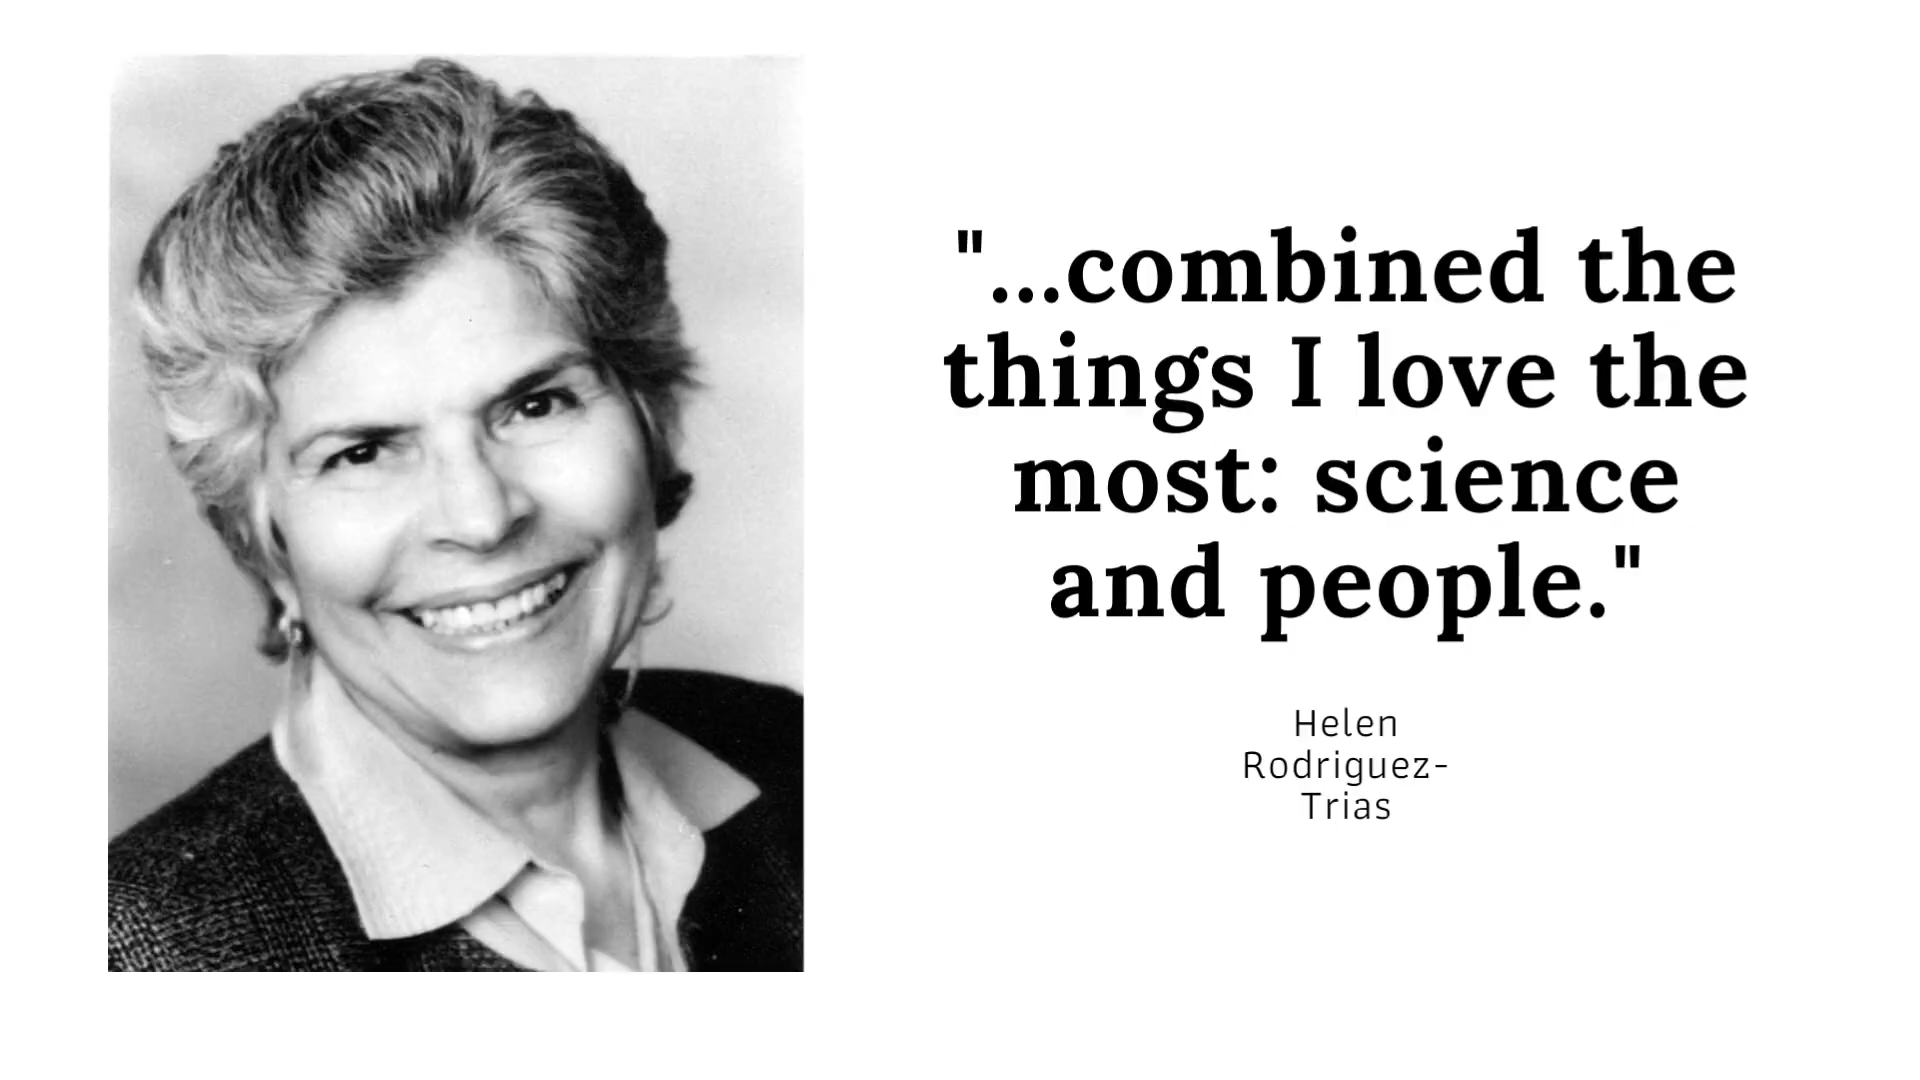 "...combined the
things I love the
most: science
and people."
Helen
Rodriguez-
Trias